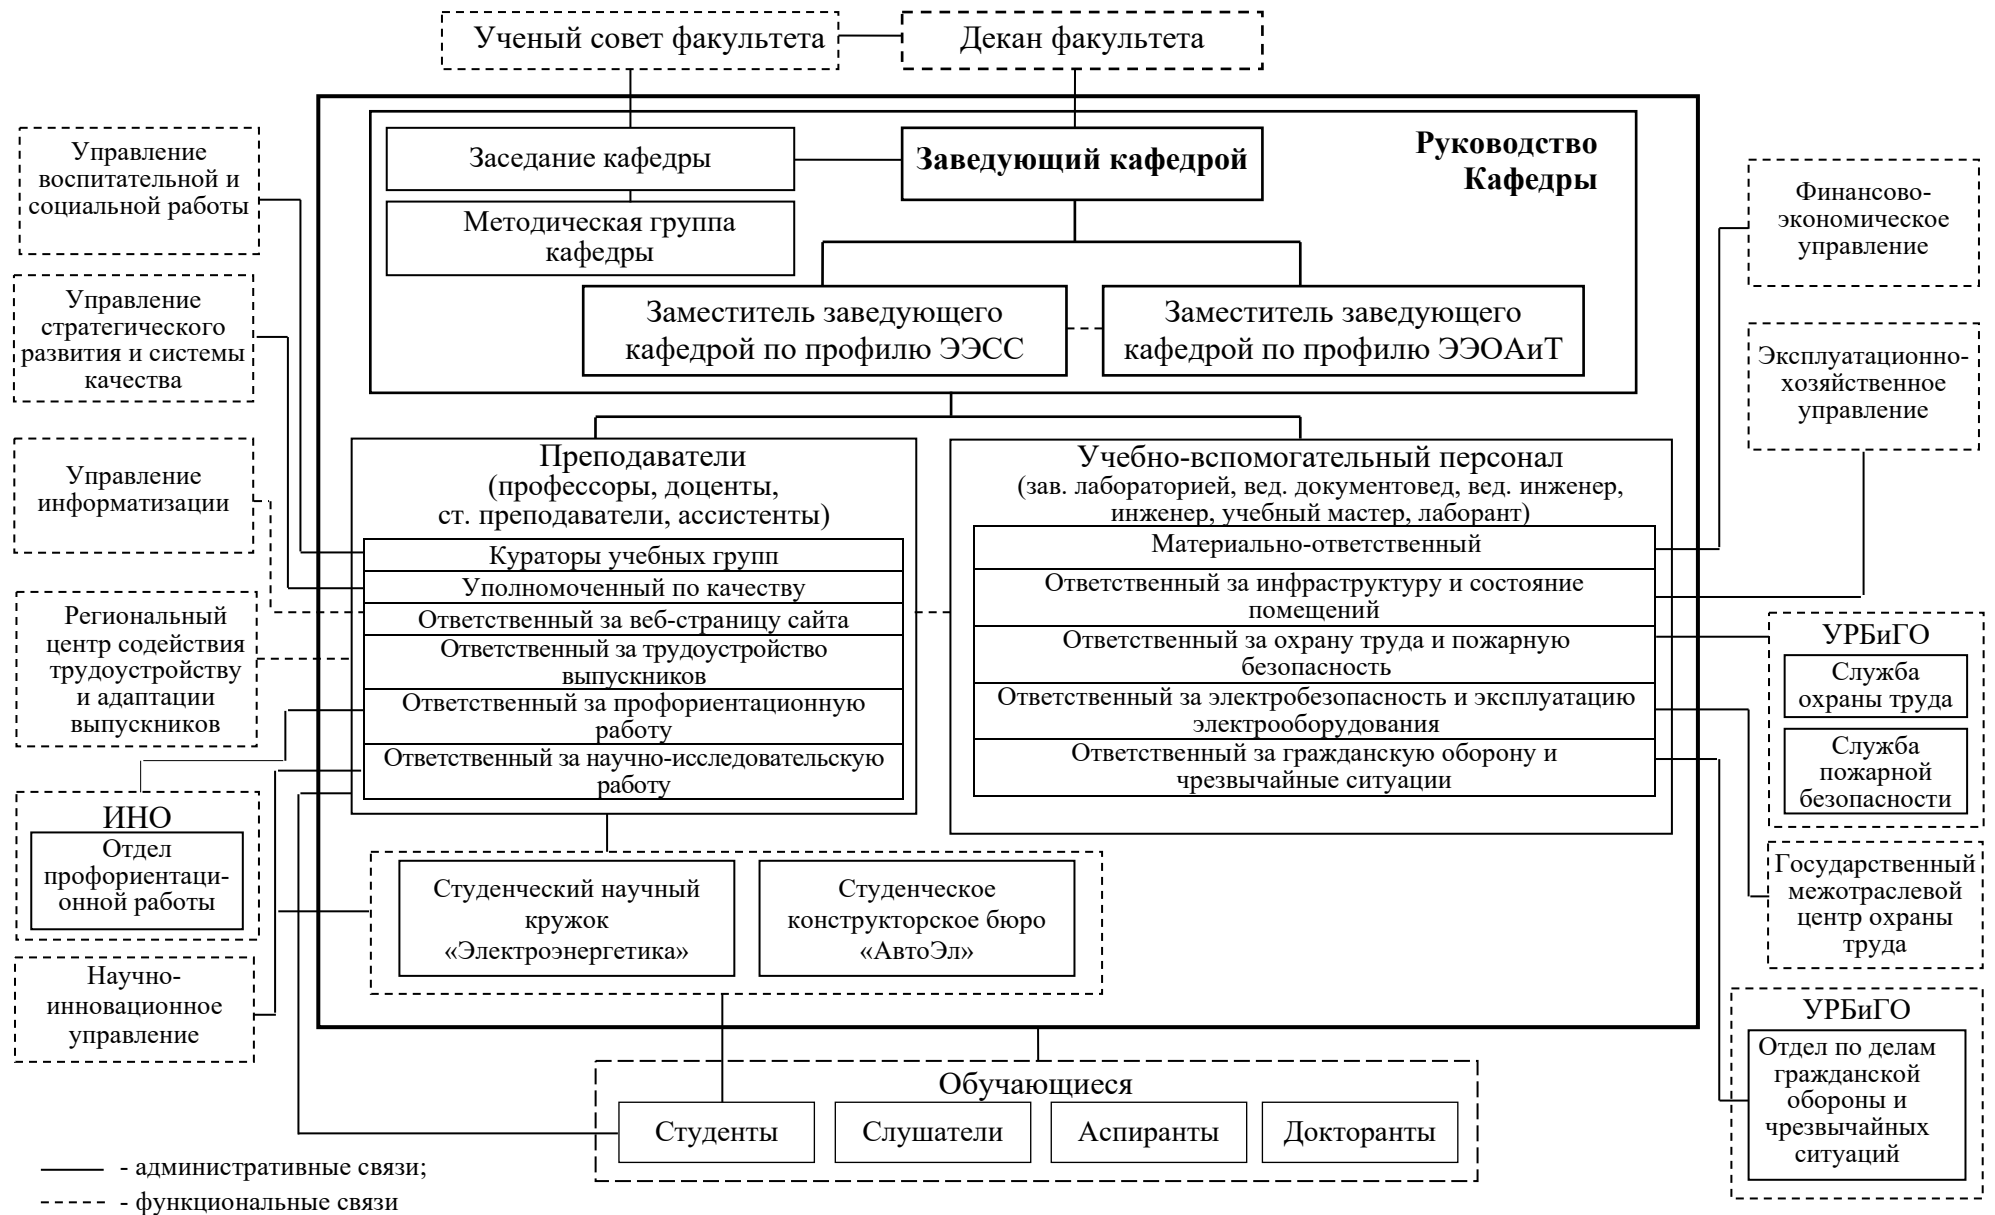 Ученый совет факультета
Декан факультета
Руководство
Кафедры
Заседание кафедры
Заведующий кафедрой
Методическая группа
кафедры
Заместитель заведующего
кафедрой по профилю ЭЭСС
Заместитель заведующего
кафедрой по профилю ЭЭОАиТ
Управление
воспитательной и
социальной работы
Управление
стратегического
развития и системы
качества
Управление
информатизации
Региональный
центр содействия
трудоустройству
и адаптации
выпускников
ИНО
Отдел
профориентаци-
онной работы
Научно-
инновационное
управление
Преподаватели
(профессоры, доценты,
ст. преподаватели, ассистенты)
Кураторы учебных групп
Уполномоченный по качеству
Ответственный за веб-страницу сайта
Ответственный за трудоустройство
выпускников
Ответственный за профориентационную
работу
Ответственный за научно-исследовательскую
работу
Учебно-вспомогательный персонал
(зав. лабораторией, вед. документовед, вед. инженер,
инженер, учебный мастер, лаборант)
Материально-ответственный
Ответственный за инфраструктуру и состояние
помещений
Ответственный за охрану труда и пожарную
безопасность
Ответственный за электробезопасность и эксплуатацию
электрооборудования
Ответственный за гражданскую оборону и
чрезвычайные ситуации
Финансово-
экономическое
управление
Эксплуатационно-
хозяйственное
управление
УРБиГО
Служба
охраны труда
Служба
пожарной
безопасности
Государственный
межотраслевой
центр охраны
труда
УРБиГО
Отдел по делам
гражданской
обороны и
чрезвычайных
ситуаций
Студенческий научный
кружок
«Электроэнергетика»
Студенческое
конструкторское бюро
«АвтоЭл»
Обучающиеся
Студенты
Слушатели
Аспиранты
Докторанты
- административные связи;
- функциональные связи